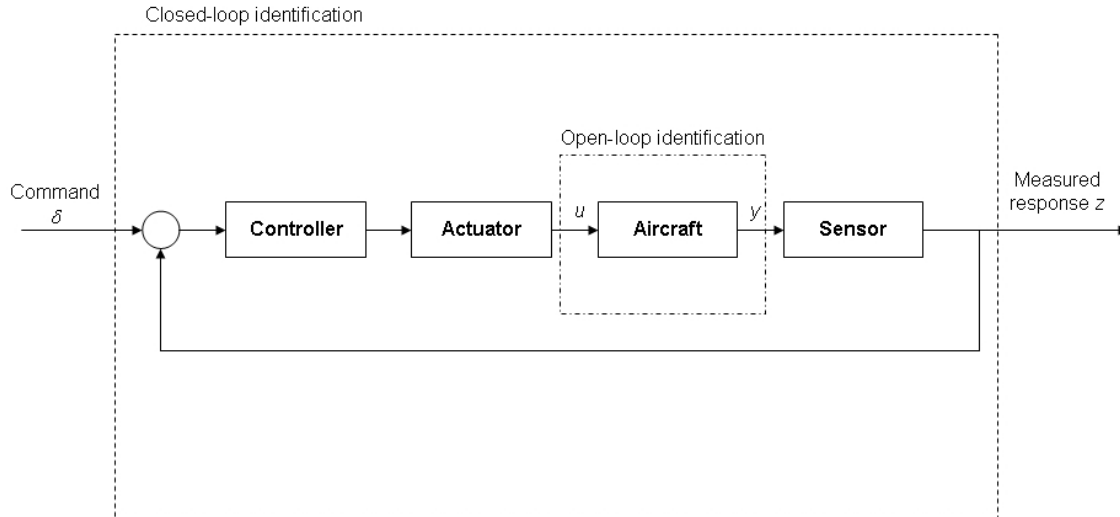 Closed-loop identification
Open-loop identification
Command
δ
Controller
Actuator
u
Aircraft
y
Sensor
Measured
response z